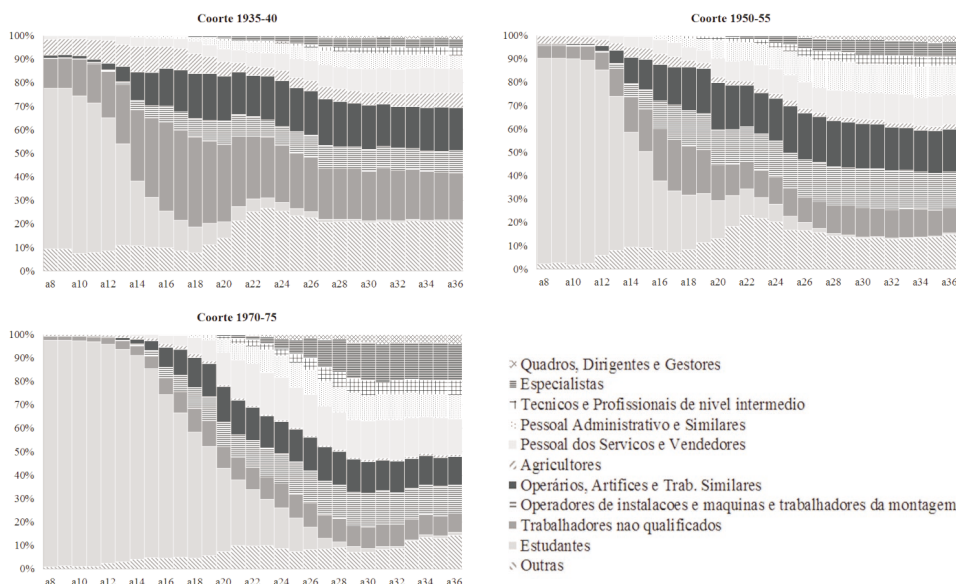 Coorte 1935-40
100%
90%
80%
70%
60%
50%
40%
30%
20%
10%
0%
a8 a10 a12 a14 a16 a18 a20 a22 a24 a26 a28 a30 a32 a34 a36
Coorte 1950-55
100%
90%
80%
70%
60%
50%
40%
30%
20%
10%
0%
a8 a10 a12 a14 a16 a18 a20 a22 a24 a26 a28 a30 a32 a34 a36
Coorte 1970-75
100%
90%
80%
70%
60%
50%
40%
30%
20%
10%
0%
a8 a10 a12 a14 a16 a18 a20 a22 a24 a26 a28 a30 a32 a34 a36
Quadros, Dirigentes e Gestores
Especialistas
Tecnicos e Profissionais de nivel intermedio
Pessoal Administrativo e Similares
Pessoal dos Servicos e Vendedores
Agricultores
Operários, Artifices e Trab. Similares
Operadores de instalacoes e maquinas e trabalhadores da montagem
Trabalhadores nao qualificados
Estudantes
Outras